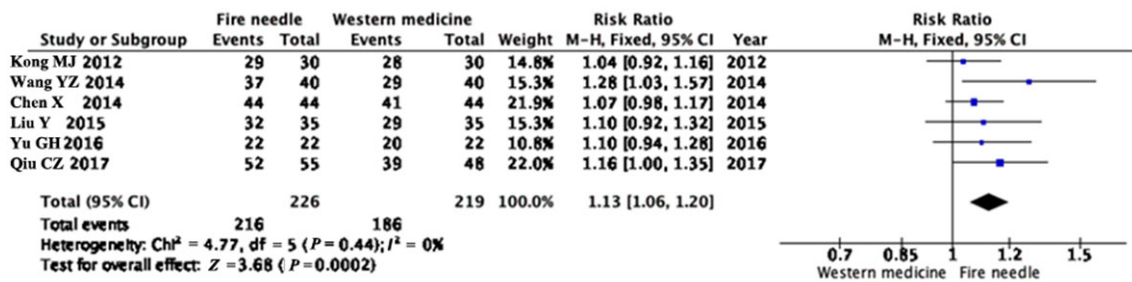 Fire needle Western medicine Risk Ratio Risk Ratio
Study or Subgroup Events Total Events Total Weight M-H, Fixed, 95% CI Year M-H, Fixed, 95% CI
Kong MJ 2012 29 30 28 30 14.8% 1.04 [0.92, 1.16] 2012
Wang YZ 2014 37 40 29 40 15.3% 1.28 [1.03, 1.57] 2014
Chen X 2014 44 44 41 44 21.9% 1.07 [0.98, 1.17] 2014
Liu Y 2015 32 35 29 35 15.3% 1.10 [0.92, 1.32] 2015
Yu GH 2016 22 22 20 22 10.8% 1.10 [0.94, 1.28] 2016
Qiu CZ 2017 52 55 39 48 22.0% 1.16 [1.00, 1.35] 2017
Total (95% CI) 226 219 100.0% 1.13 [1.06, 1.20]
Total events 216 186
Heterogeneity: Chi² = 4.77, df = 5 (P = 0.44); I² = 0%
Test for overall effect: Z =3.68 ( P=0.0002)
0.7 0.85 1 1.2 1.5
Western medicine Fire needle